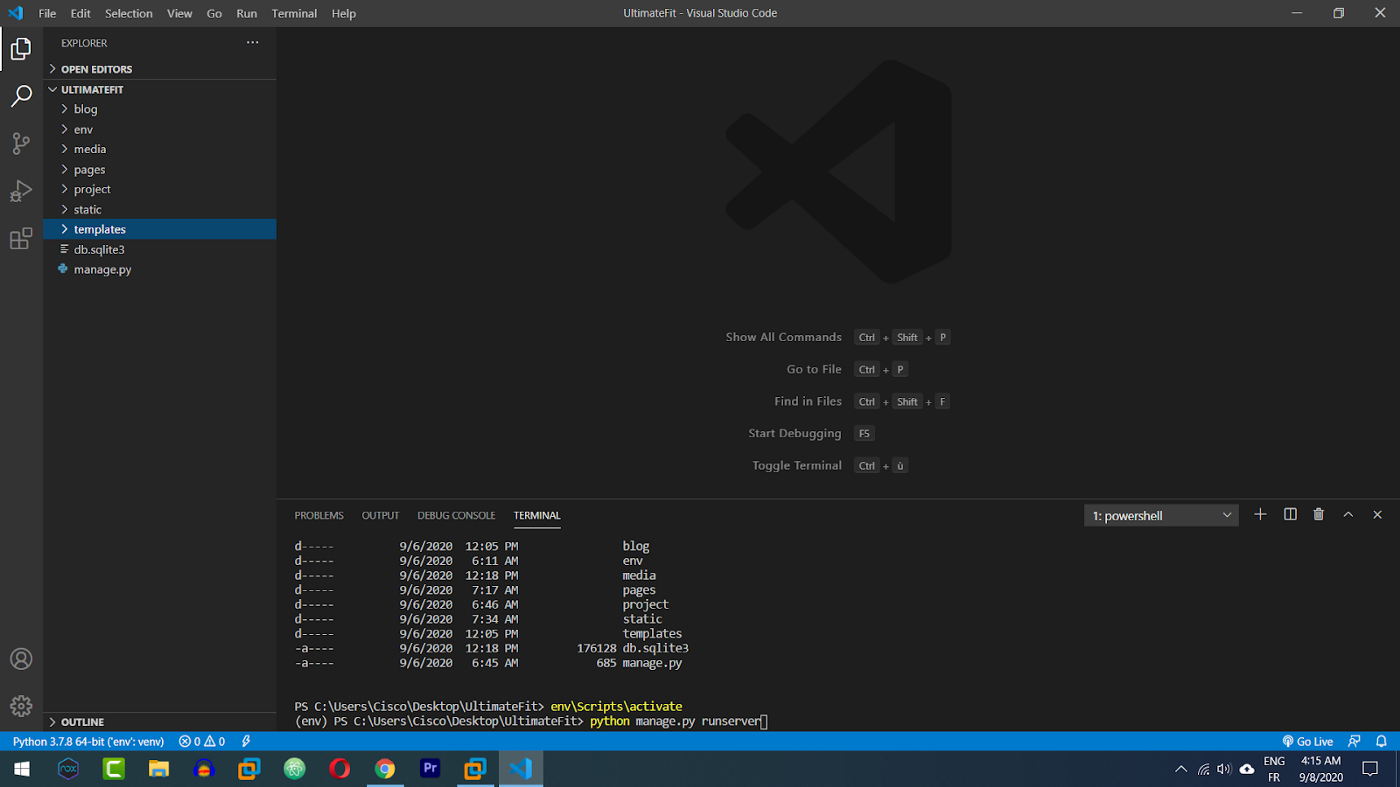 File Edit Selection View Go Run Terminal Help UltimateFit - Visual Studio Code
EXPLORER
OPEN EDITORS
ULTIMATEFIT
blog
env
media
pages
project
static
templates
db.sqlite3
manage.py
OUTLINE
Show All Commands Ctrl + Shift + P
Go to File Ctrl + P
Find in Files Ctrl + Shift + F
Start Debugging F5
Toggle Terminal Ctrl + ù
PROBLEMS OUTPUT DEBUG CONSOLE TERMINAL 1: powershell
d----- 9/6/2020 12:05 PM blog
d----- 9/6/2020 6:11 AM env
d----- 9/6/2020 12:18 PM media
d----- 9/6/2020 7:17 AM pages
d----- 9/6/2020 6:46 AM project
d----- 9/6/2020 7:34 AM static
d----- 9/6/2020 12:05 PM templates
-a---- 9/6/2020 12:18 PM 176128 db.sqlite3
-a---- 9/6/2020 6:45 AM 685 manage.py
PS C:\Users\Cisco\Desktop\UltimateFit> env\Scripts\activate
(env) PS C:\Users\Cisco\Desktop\UltimateFit> python manage.py runserver
Python 3.7.8 64-bit ('env': venv) 0 0 Go Live
nox C Pr ENG 4:15 AM
FR 9/8/2020